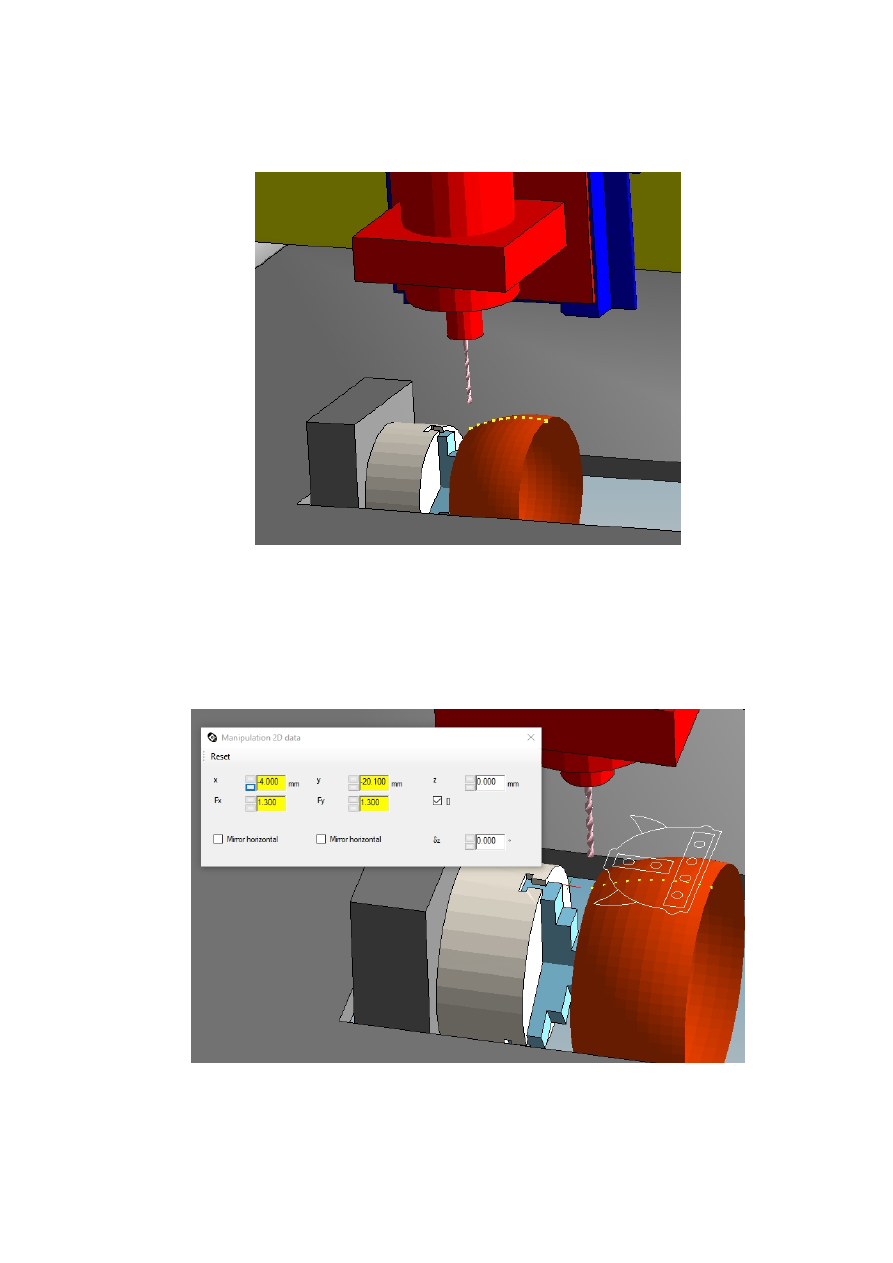 Manipulation 2D data
Reset
x -4.000 mm y -20.100 mm z 0.000 mm
Fx 1.300 Fy 1.300 []
Mirror horizontal Mirror horizontal &z 0.000 °